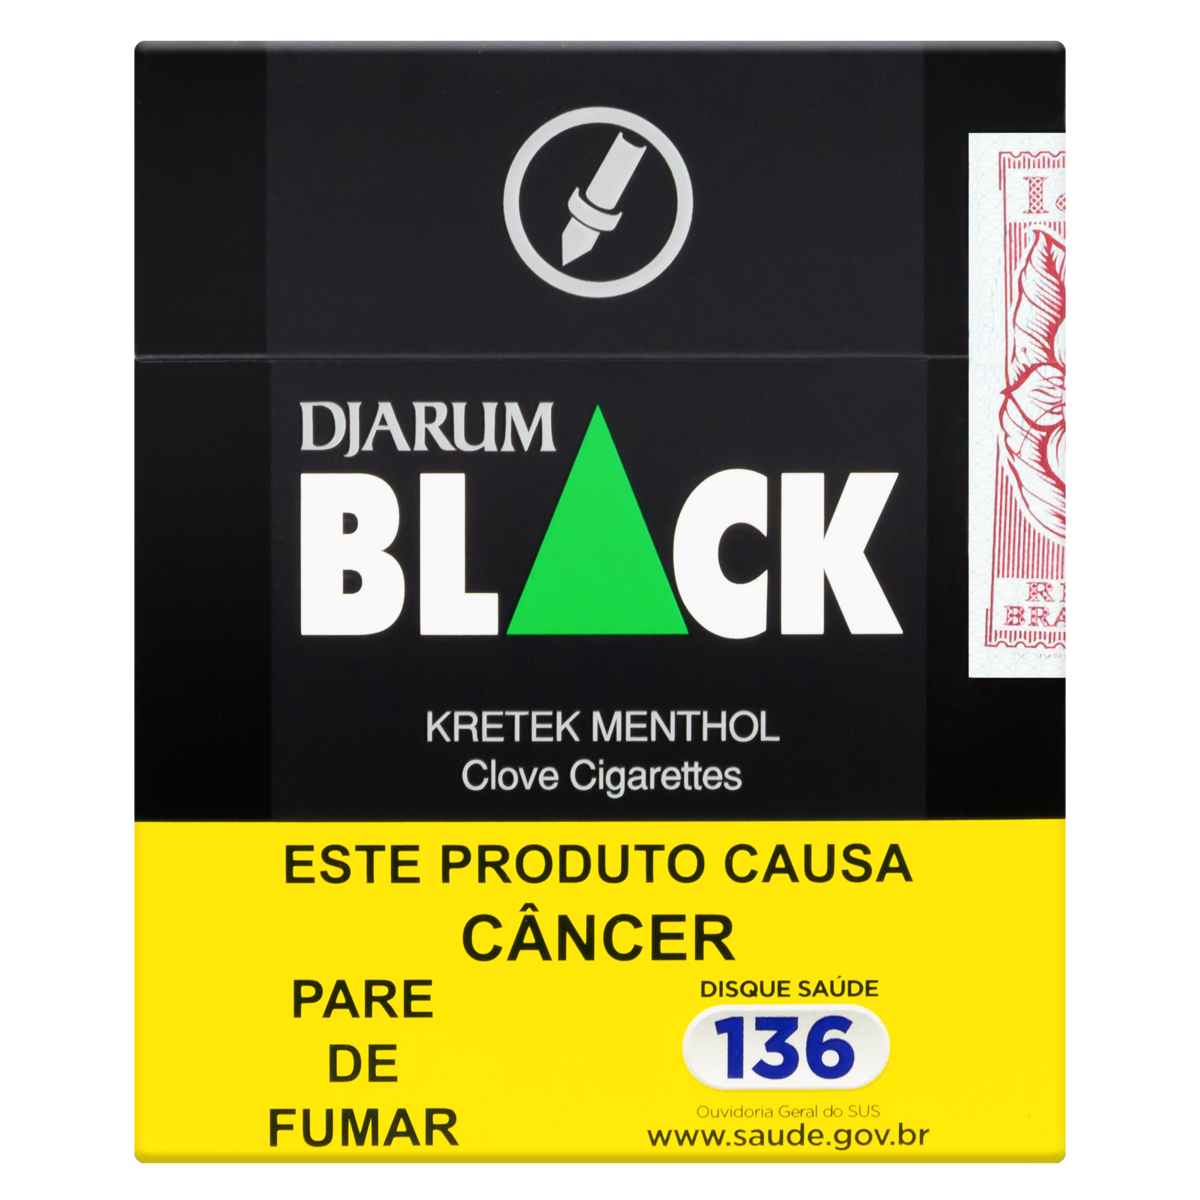 DJARUM
BLACK
KRETEK MENTHOL
Clove Cigarettes
ESTE PRODUTO CAUSA
CÂNCER
PARE
DE
FUMAR
DISQUE SAÚDE
136
Ouvidoria Geral do SUS
www.saude.gov.br